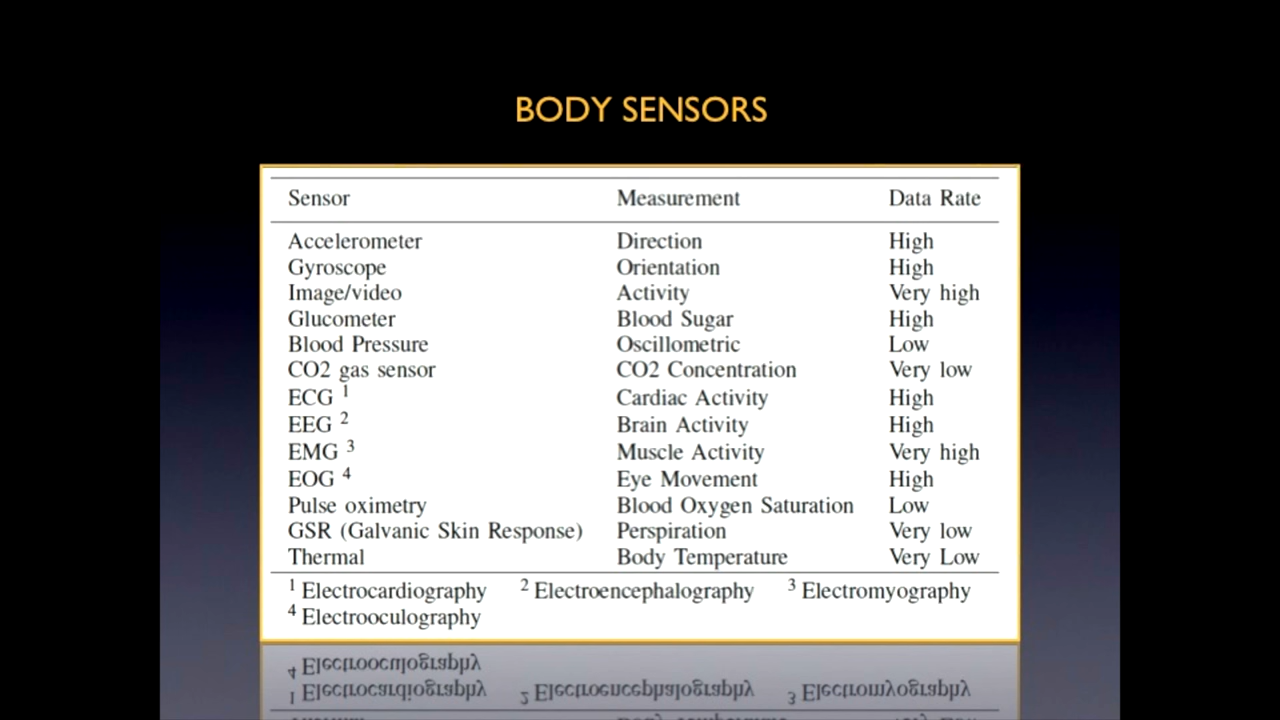 BODY SENSORS
Sensor Measurement Data Rate
Accelerometer Direction High
Gyroscope Orientation High
Image/video Activity Very high
Glucometer Blood Sugar High
Blood Pressure Oscillometric Low
CO2 gas sensor CO2 Concentration Very low
ECG 1 Cardiac Activity High
EEG 2 Brain Activity High
EMG 3 Muscle Activity Very high
EOG 4 Eye Movement High
Pulse oximetry Blood Oxygen Saturation Low
GSR (Galvanic Skin Response) Perspiration Very low
Thermal Body Temperature Very Low
1 Electrocardiography 2 Electroencephalography 3 Electromyography
4 Electrooculography